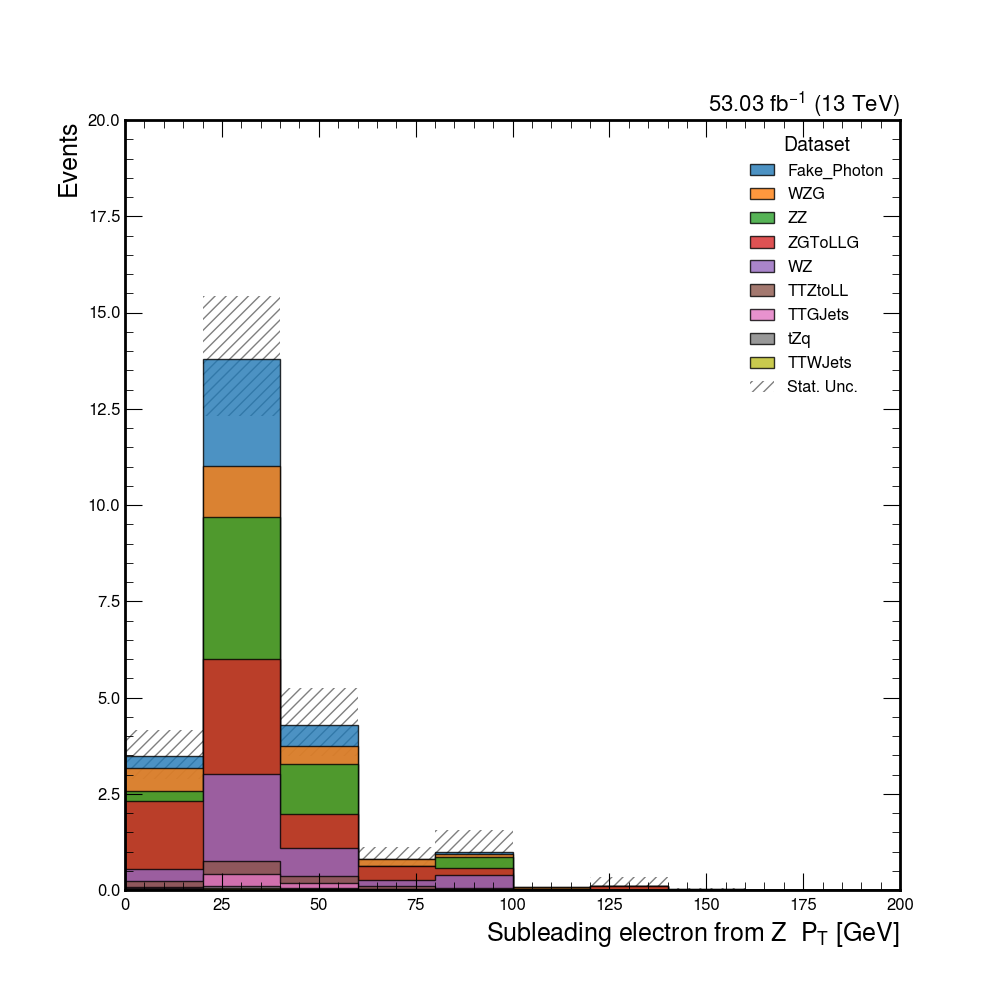 53.03 fb⁻¹ (13 TeV)
Events
20.0
17.5
15.0
12.5
10.0
7.5
5.0
2.5
0.0
Dataset
Fake_Photon
WZG
ZZ
ZGToLLG
WZ
TTZtoLL
TTGJets
tZq
TTWJets
Stat. Unc.
0 25 50 75 100 125 150 175 200
Subleading electron from Z P_T [GeV]